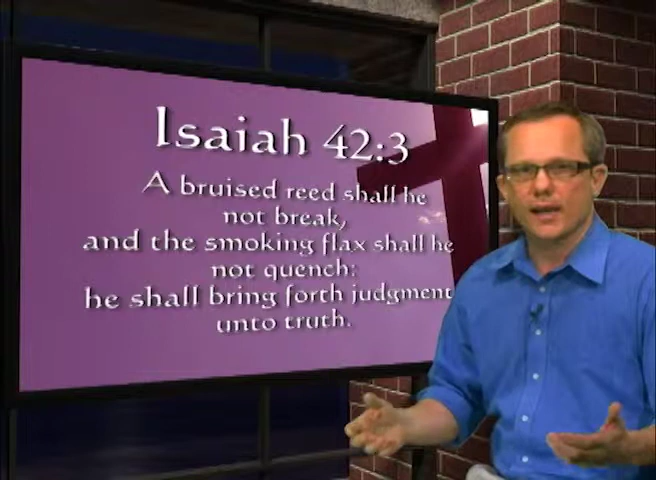 Isaiah 42:3
A bruised reed shall he
not break,
and the smoking flax shall he
not quench:
he shall bring forth judgment
unto truth.